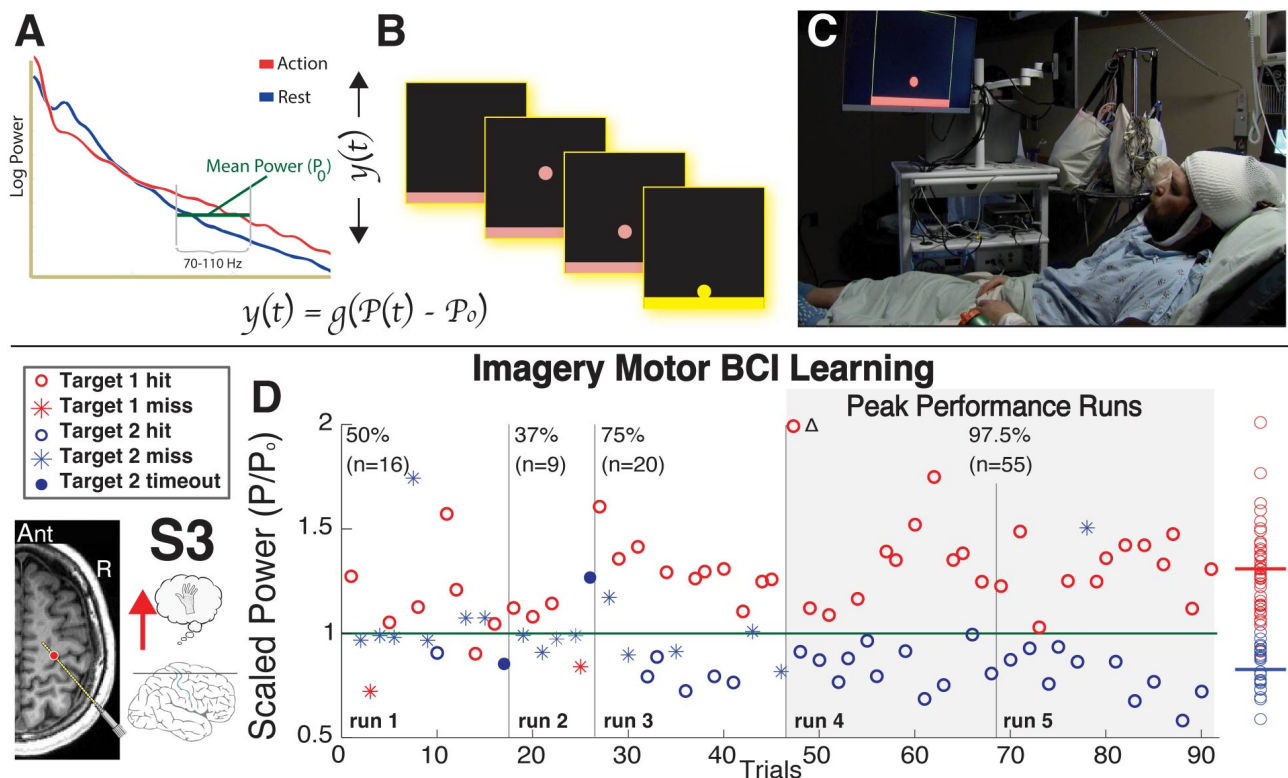 A
Action
Rest
Log Power
Mean Power (P0)
70-110 Hz
y(t)
y(t) = g(P(t) - Po)
B
C
Target 1 hit
Target 1 miss
Target 2 hit
Target 2 miss
Target 2 timeout
Ant
R
S3
D
Imagery Motor BCI Learning
Peak Performance Runs
Scaled Power (P/Po)
2
1.5
1
0.5
50%
(n=16)
37%
(n=9)
75%
(n=20)
Δ
97.5%
(n=55)
run 1
run 2
run 3
run 4
run 5
0
10
20
30
40
50
60
70
80
90
Trials